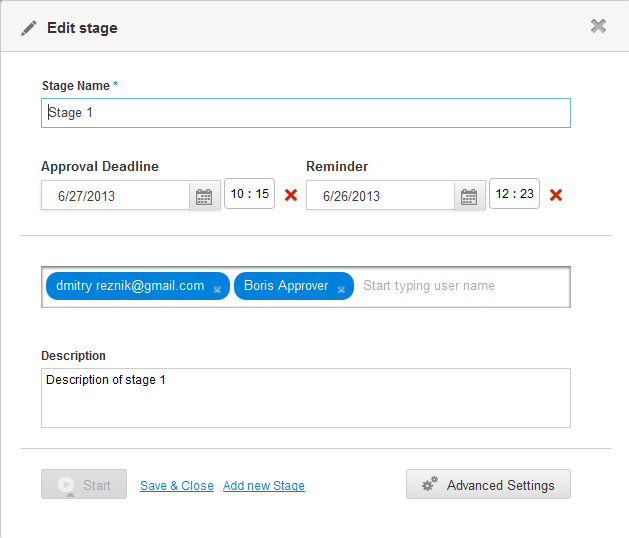 Edit stage
Stage Name *
Stage 1
Approval Deadline Reminder
6/27/2013 10 : 15 6/26/2013 12 : 23
dmitry reznik@gmail.com Boris Approver Start typing user name
Description
Description of stage 1
Start Save & Close Add new Stage Advanced Settings